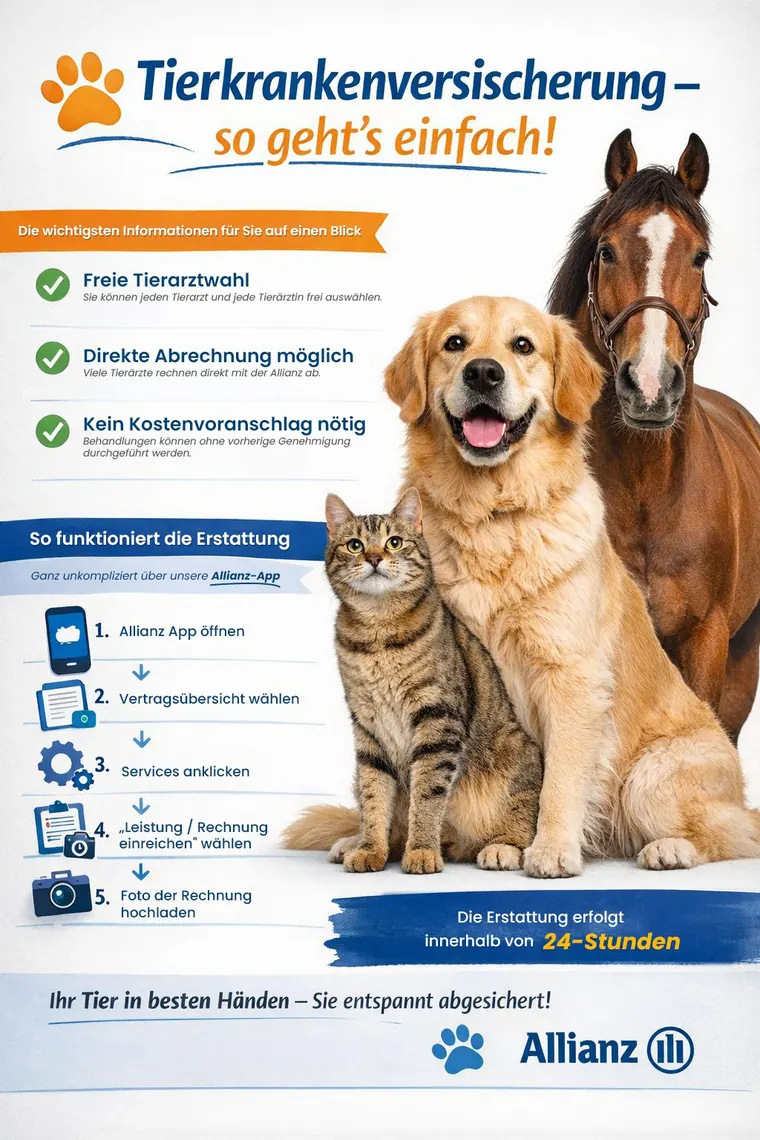 Tierkrankenversischerung –
so geht's einfach!
Die wichtigsten Informationen für Sie auf einen Blick
Freie Tierarztwahl
Sie können jeden Tierarzt und jede Tierärztin frei auswählen.
Direkte Abrechnung möglich
Viele Tierärzte rechnen direkt mit der Allianz ab.
Kein Kostenvoranschlag nötig
Behandlungen können ohne vorherige Genehmigung
durchgeführt werden.
So funktioniert die Erstattung
Ganz unkompliziert über unsere Allianz-App
1. Allianz App öffnen
2. Vertragsübersicht wählen
3. Services anklicken
4. „Leistung / Rechnung
einreichen" wählen
5. Foto der Rechnung
hochladen
Die Erstattung erfolgt
innerhalb von 24-Stunden
Ihr Tier in besten Händen – Sie entspannt abgesichert!
Allianz